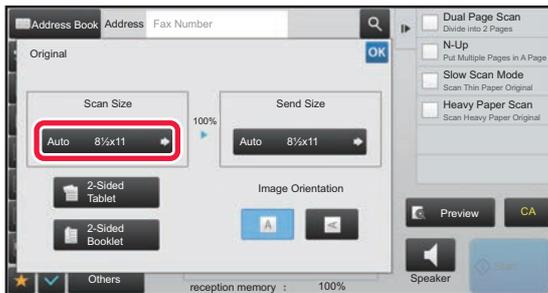 Address Book Address Fax Number
Original
OK
Scan Size
Send Size
100%
Auto 8½x11
Auto 8½x11
2-Sided
Tablet
2-Sided
Booklet
Image Orientation
A
A
Others
reception memory : 100%
Dual Page Scan
Divide into 2 Pages
N-Up
Put Multiple Pages in A Page
Slow Scan Mode
Scan Thin Paper Original
Heavy Paper Scan
Scan Heavy Paper Original
Preview
CA
Speaker
Start